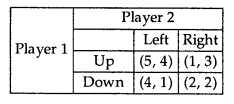 Player 2
Player 1
Left Right
Up (5, 4) (1, 3)
Down (4, 1) (2, 2)